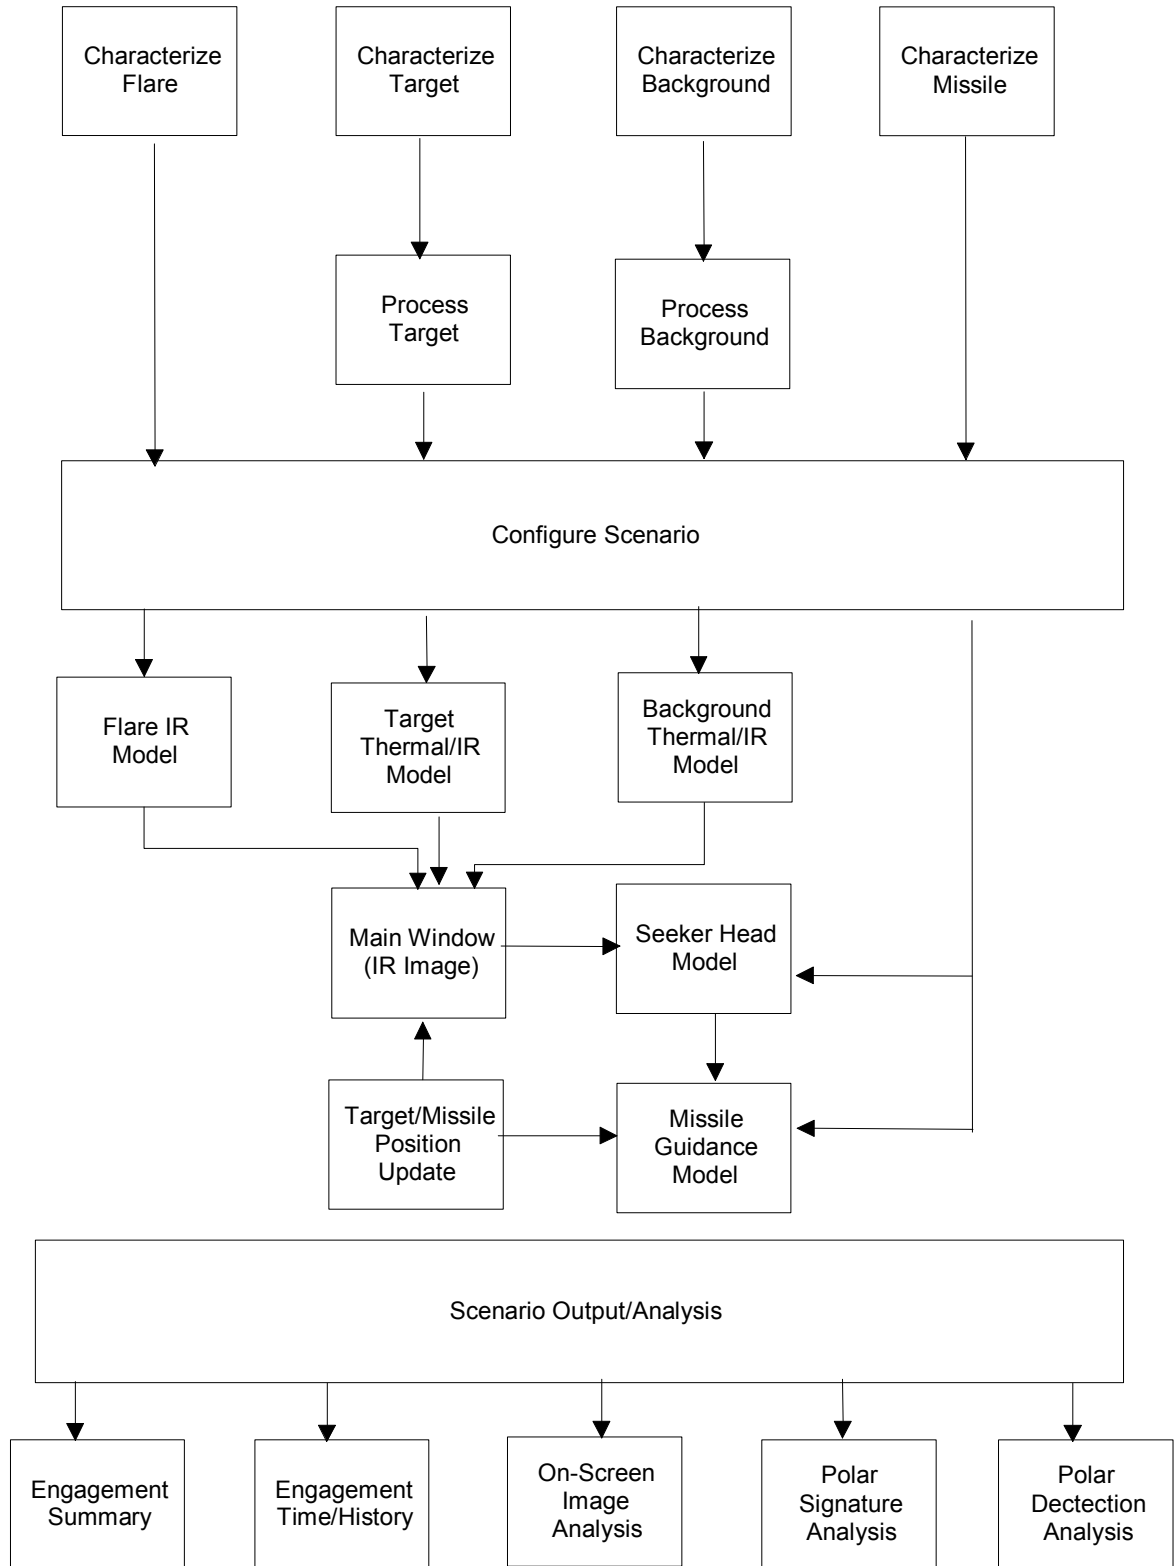 Characterize
Flare
Characterize
Target
Characterize
Background
Characterize
Missile
Process
Target
Process
Background
Configure Scenario
Flare IR
Model
Target
Thermal/IR
Model
Background
Thermal/IR
Model
Main Window
(IR Image)
Seeker Head
Model
Target/Missile
Position
Update
Missile
Guidance
Model
Scenario Output/Analysis
Engagement
Summary
Engagement
Time/History
On-Screen
Image
Analysis
Polar
Signature
Analysis
Polar
Dectection
Analysis